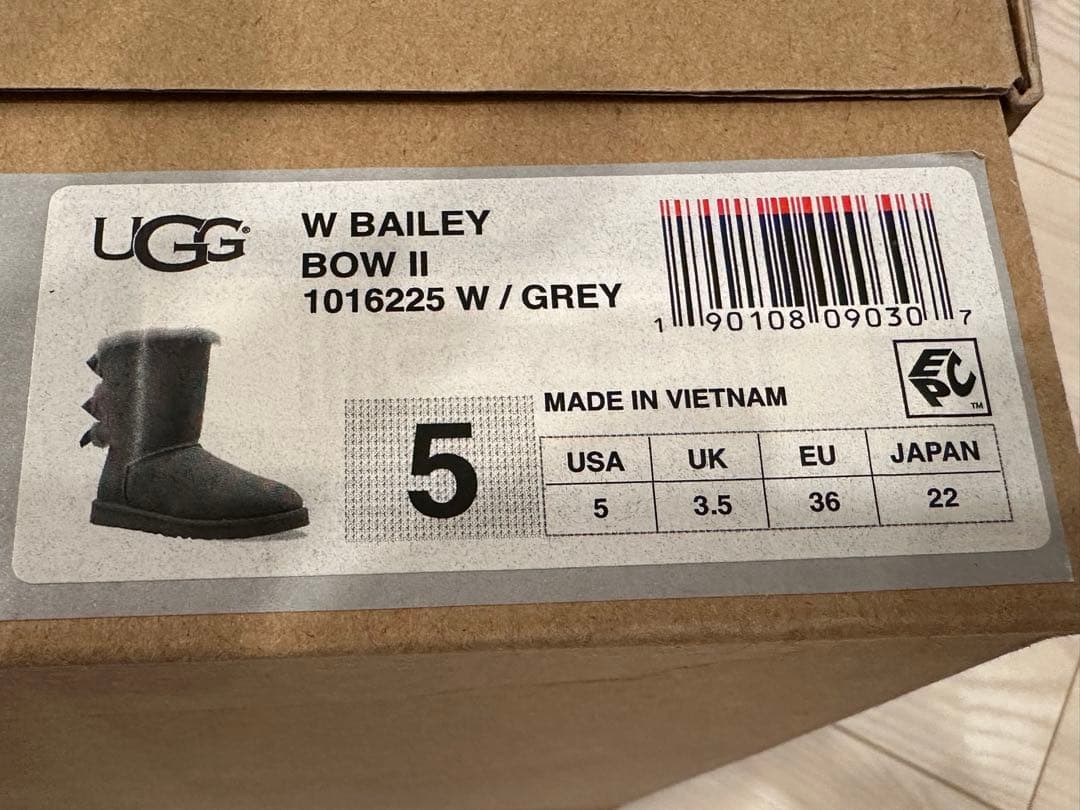 UGG®
W BAILEY
BOW II
1016225 W / GREY
1 90108 09030 7
EPC™
MADE IN VIETNAM
5
USA UK EU JAPAN
5 3.5 36 22